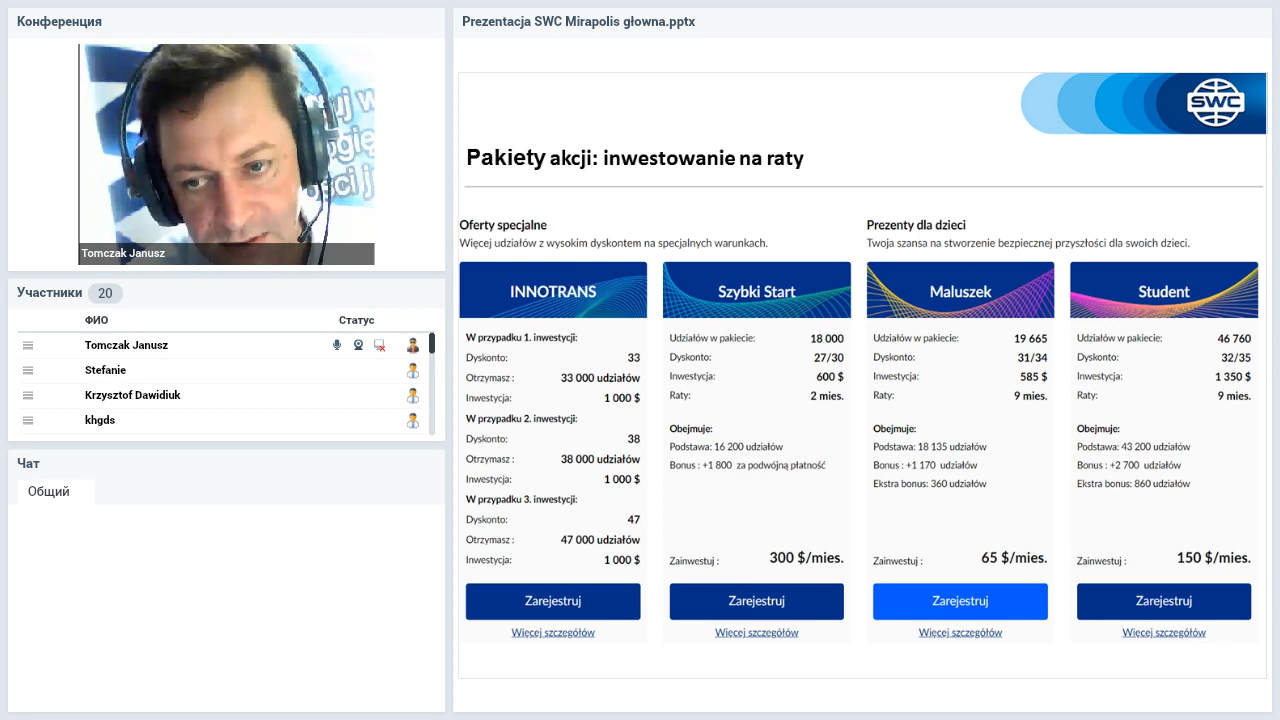 Конференция
Tomczak Janusz
Участники 20
ФИО Статус
Tomczak Janusz
Stefanie
Krzysztof Dawidiuk
khgds
Чат
Общий
Prezentacja SWC Mirapolis głowna.pptx
SWC
Pakiety akcji: inwestowanie na raty
Oferty specjalne
Więcej udziałów z wysokim dyskontem na specjalnych warunkach.
Prezenty dla dzieci
Twoja szansa na stworzenie bezpiecznej przyszłości dla swoich dzieci.
INNOTRANS
W przypadku 1. inwestycji:
Dyskonto: 33
Otrzymasz : 33 000 udziałów
Inwestycja: 1 000 $
W przypadku 2. inwestycji:
Dyskonto: 38
Otrzymasz : 38 000 udziałów
Inwestycja: 1 000 $
W przypadku 3. inwestycji:
Dyskonto: 47
Otrzymasz : 47 000 udziałów
Inwestycja: 1 000 $
Zarejestruj
Więcej szczegółów
Szybki Start
Udziałów w pakiecie: 18 000
Dyskonto: 27/30
Inwestycja: 600 $
Raty: 2 mies.
Obejmuje:
Podstawa: 16 200 udziałów
Bonus : +1 800 za podwójną płatność
Zainwestuj : 300 $/mies.
Zarejestruj
Więcej szczegółów
Maluszek
Udziałów w pakiecie: 19 665
Dyskonto: 31/34
Inwestycja: 585 $
Raty: 9 mies.
Obejmuje:
Podstawa: 18 135 udziałów
Bonus : +1 170 udziałów
Ekstra bonus: 360 udziałów
Zainwestuj : 65 $/mies.
Zarejestruj
Więcej szczegółów
Student
Udziałów w pakiecie: 46 760
Dyskonto: 32/35
Inwestycja: 1 350 $
Raty: 9 mies.
Obejmuje:
Podstawa: 43 200 udziałów
Bonus : +2 700 udziałów
Ekstra bonus: 860 udziałów
Zainwestuj : 150 $/mies.
Zarejestruj
Więcej szczegółów